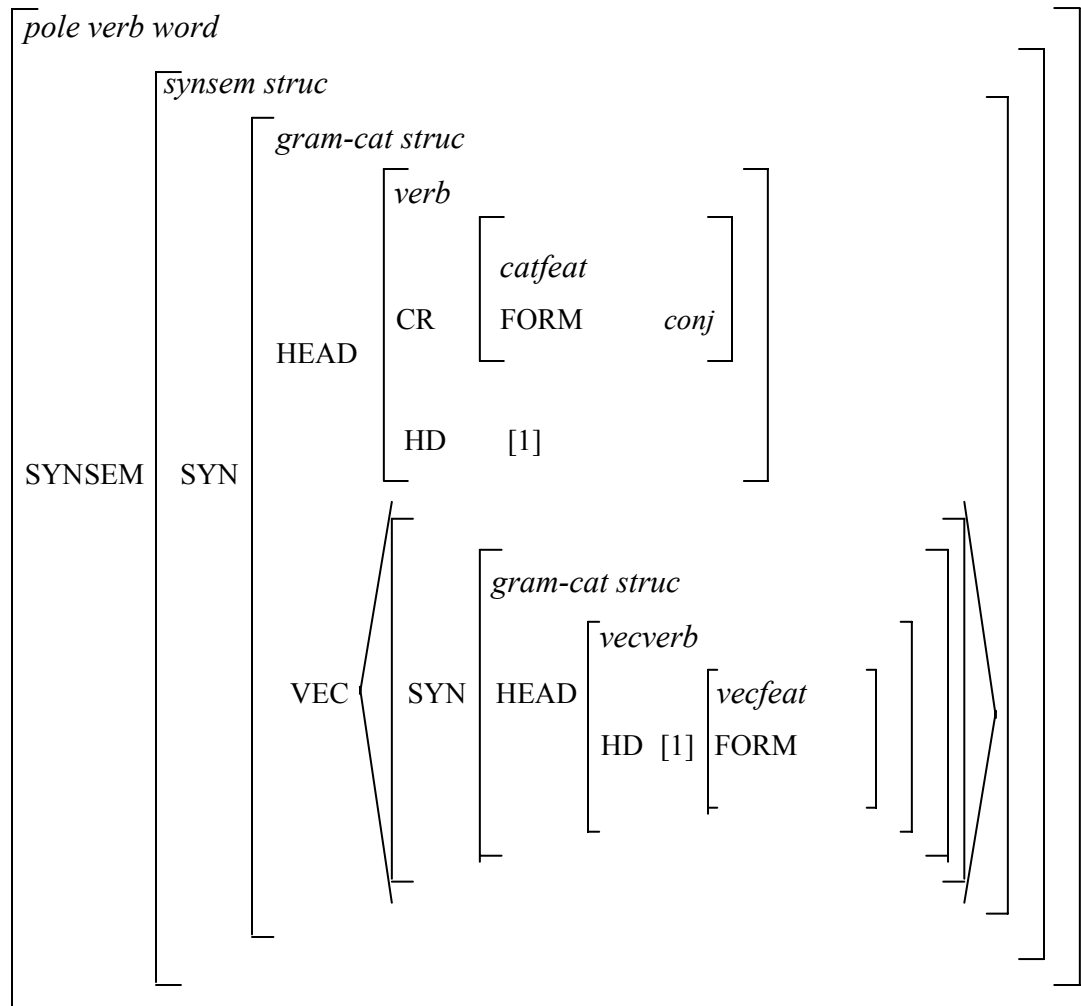 pole verb word
synsem struc
gram-cat struc
verb
catfeat
CR FORM conj
HEAD
HD [1]
SYNSEM SYN
gram-cat struc
vecverb
VEC SYN HEAD vecfeat
HD [1] FORM